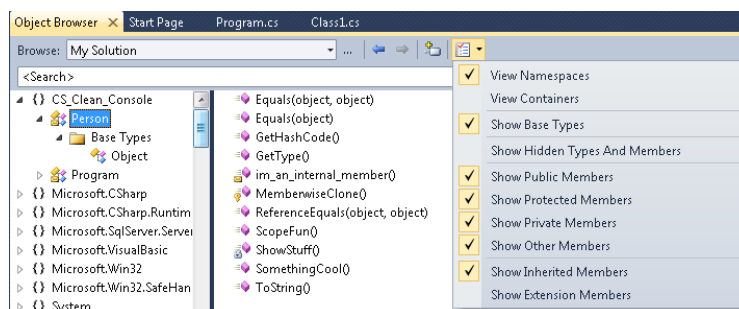 Object Browser Start Page Program.cs Class1.cs
Browse: My Solution ...
<Search>
CS_Clean_Console
Person
Base Types
Object
Program
Microsoft.CSharp
Microsoft.CSharp.Runtim
Microsoft.SqlServer.Server
Microsoft.VisualBasic
Microsoft.Win32
Microsoft.Win32.SafeHan
System
Equals(object, object)
Equals(object)
GetHashCode()
GetType()
im_an_internal_member()
MemberwiseClone()
ReferenceEquals(object, object)
ScopeFun()
ShowStuff()
SomethingCool()
ToString()
View Namespaces
View Containers
Show Base Types
Show Hidden Types And Members
Show Public Members
Show Protected Members
Show Private Members
Show Other Members
Show Inherited Members
Show Extension Members